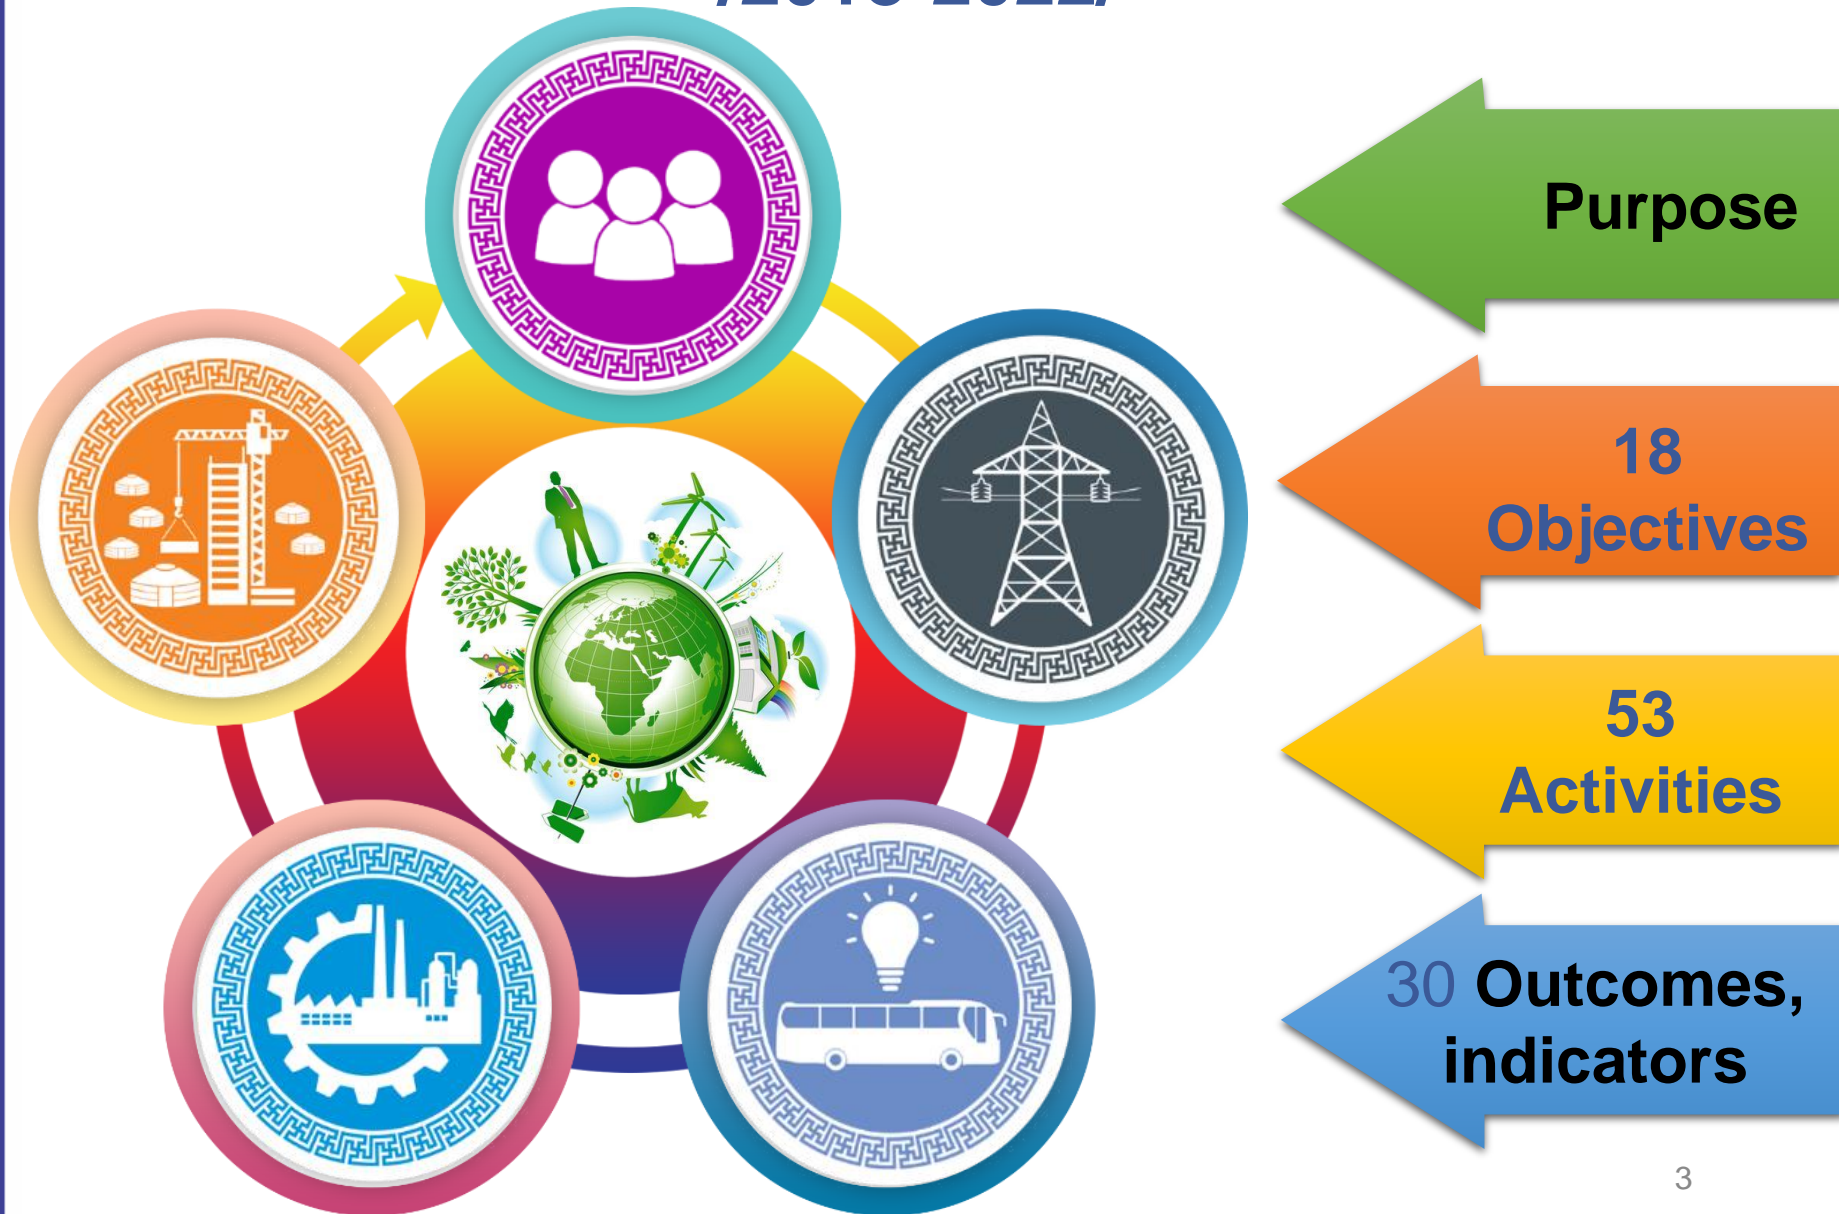 Purpose
18
Objectives
53
Activities
30 Outcomes,
indicators
3